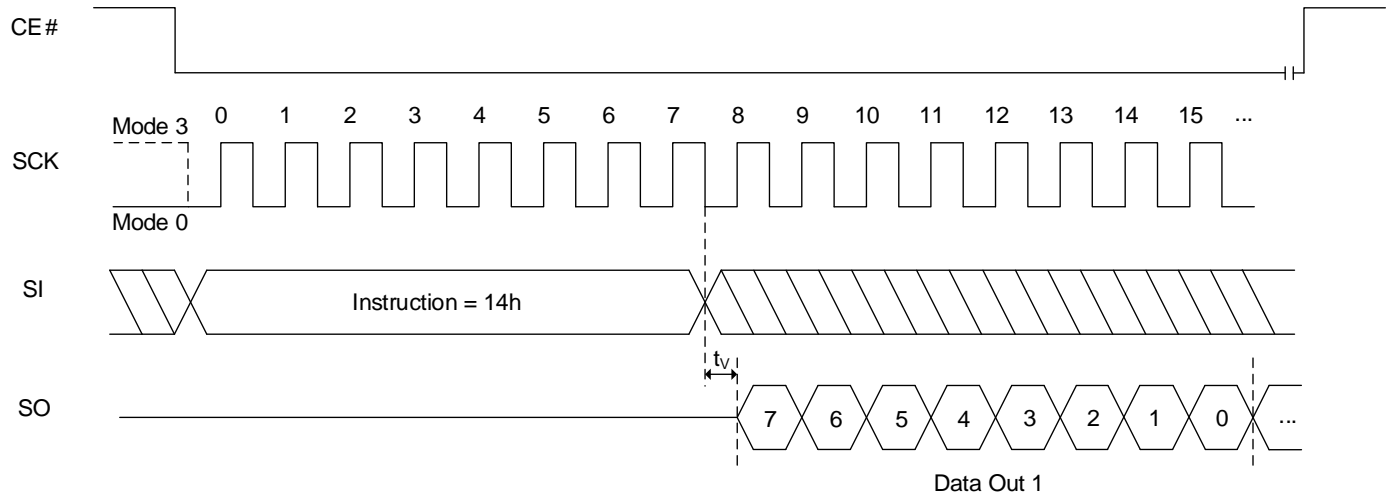 CE#
0 1 2 3 4 5 6 7 8 9 10 11 12 13 14 15 ...
Mode 3
SCK
Mode 0
SI
Instruction = 14h
tV
SO
7 6 5 4 3 2 1 0 ...
Data Out 1